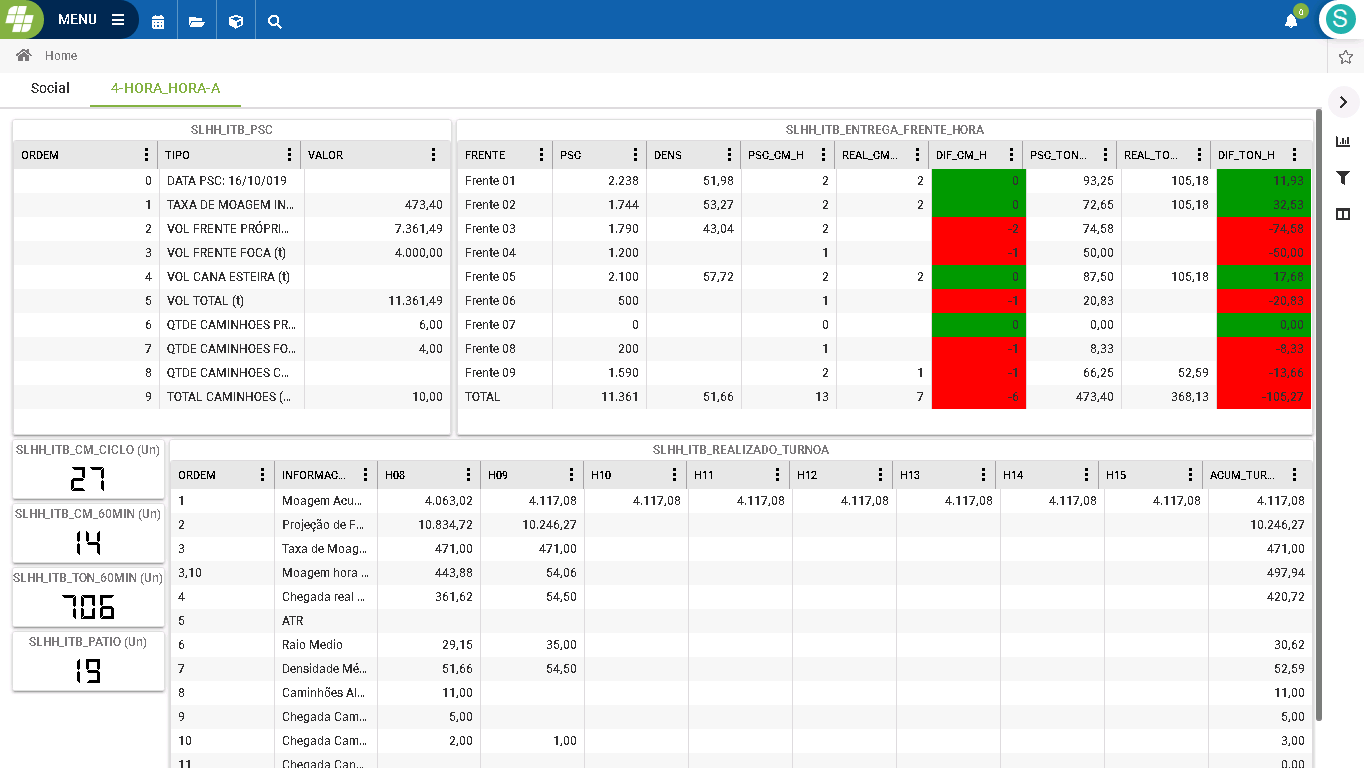 MENU
0
S
Home
Social 4-HORA_HORA-A
SLHH_ITB_PSC
ORDEM TIPO VALOR
0 DATA PSC: 16/10/019
1 TAXA DE MOAGEM IN... 473,40
2 VOL FRENTE PRÓPRI... 7.361,49
3 VOL FRENTE FOCA (t) 4.000,00
4 VOL CANA ESTEIRA (t)
5 VOL TOTAL (t) 11.361,49
6 QTDE CAMINHOES PR... 6,00
7 QTDE CAMINHOES FO... 4,00
8 QTDE CAMINHOES C...
9 TOTAL CAMINHOES (... 10,00
SLHH_ITB_ENTREGA_FRENTE_HORA
FRENTE PSC DENS PSC_CM_H REAL_CM... DIF_CM_H PSC_TON... REAL_TO... DIF_TON_H
Frente 01 2.238 51,98 2 2 0 93,25 105,18 11,93
Frente 02 1.744 53,27 2 2 0 72,65 105,18 32,53
Frente 03 1.790 43,04 2 -2 74,58 -74,58
Frente 04 1.200 1 -1 50,00 -50,00
Frente 05 2.100 57,72 2 2 0 87,50 105,18 17,68
Frente 06 500 1 -1 20,83 -20,83
Frente 07 0 0 0 0,00 0,00
Frente 08 200 1 -1 8,33 -8,33
Frente 09 1.590 2 1 -1 66,25 52,59 -13,66
TOTAL 11.361 51,66 13 7 -6 473,40 368,13 -105,27
SLHH_ITB_CM_CICLO (Un)
27
SLHH_ITB_CM_60MIN (Un)
14
SLHH_ITB_TON_60MIN (Un)
706
SLHH_ITB_PATIO (Un)
19
SLHH_ITB_REALIZADO_TURNOA
ORDEM INFORMAC... H08 H09 H10 H11 H12 H13 H14 H15 ACUM_TUR...
1 Moagem Acu... 4.063,02 4.117,08 4.117,08 4.117,08 4.117,08 4.117,08 4.117,08 4.117,08 4.117,08
2 Projeção de F... 10.834,72 10.246,27 10.246,27
3 Taxa de Moag... 471,00 471,00 471,00
3,10 Moagem hora ... 443,88 54,06 497,94
4 Chegada real ... 361,62 54,50 420,72
5 ATR
6 Raio Medio 29,15 35,00 30,62
7 Densidade Mé... 51,66 54,50 52,59
8 Caminhões Al... 11,00 11,00
9 Chegada Cam... 5,00 5,00
10 Chegada Cam... 2,00 1,00 3,00
11 Chegada Can... 0,00